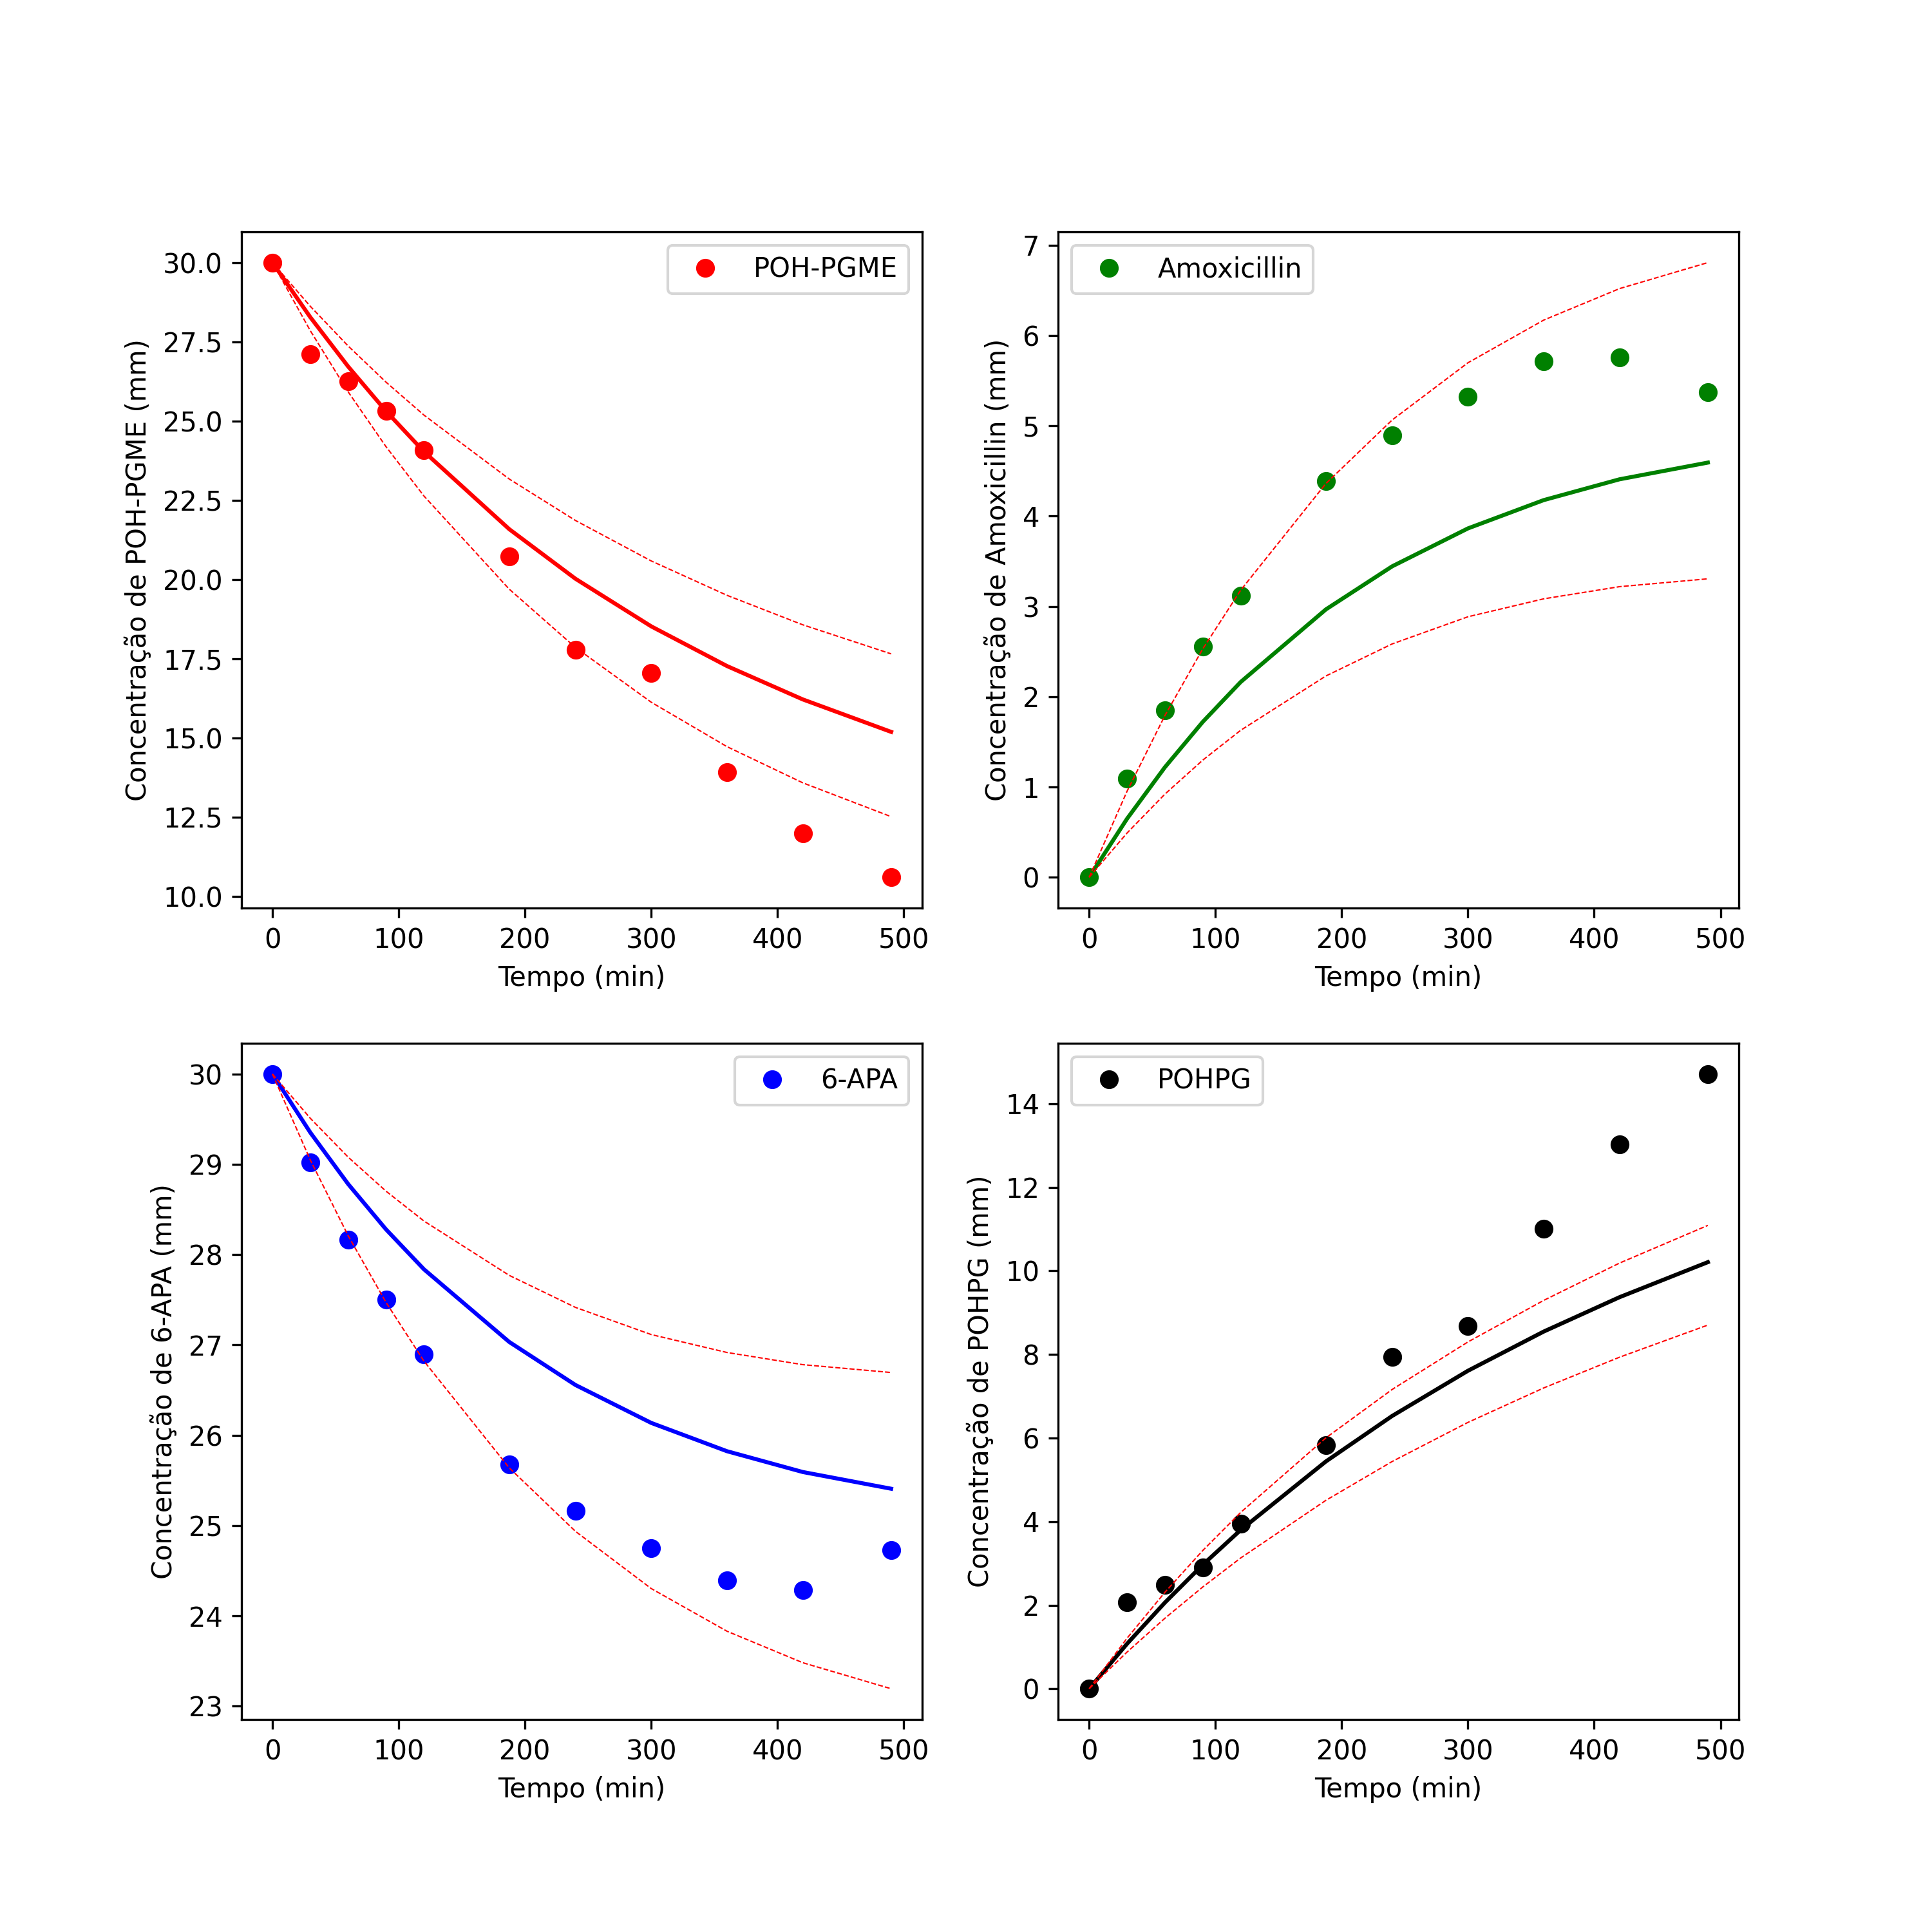 POH-PGME
30.0
27.5
25.0
22.5
20.0
17.5
15.0
12.5
10.0
Concentração de POH-PGME (mm)
0 100 200 300 400 500
Tempo (min)
Amoxicillin
7
6
5
4
3
2
1
0
Concentração de Amoxicillin (mm)
0 100 200 300 400 500
Tempo (min)
6-APA
30
29
28
27
26
25
24
23
Concentração de 6-APA (mm)
0 100 200 300 400 500
Tempo (min)
POHPG
14
12
10
8
6
4
2
0
Concentração de POHPG (mm)
0 100 200 300 400 500
Tempo (min)